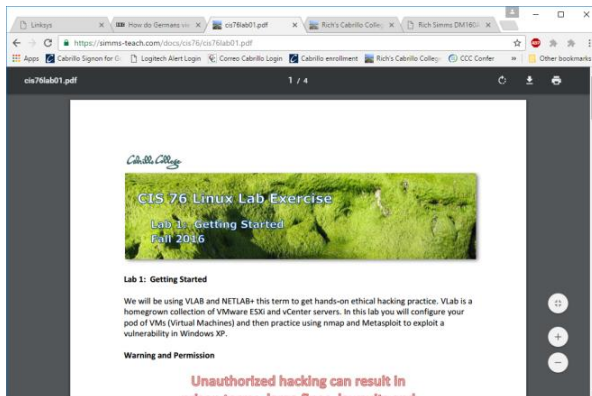 Linksys
How do Germans vi
cis76lab01.pdf
Rich's Cabrillo Colleg
Rich Simms DM160
https://simms-teach.com/docs/cis76/cis76lab01.pdf
Apps
Cabrillo Signon for G
Logitech Alert Login
Correo Cabrillo Login
Cabrillo enrollment
Rich's Cabrillo Colleg
CCC Confer
»
Other bookmarks
cis76lab01.pdf
1 / 4
Cabrillo College
CIS 76 Linux Lab Exercise
Lab 1: Getting Started
Fall 2016
Lab 1: Getting Started
We will be using VLAB and NETLAB+ this term to get hands-on ethical hacking practice. VLab is a
homegrown collection of VMware ESXi and vCenter servers. In this lab you will configure your
pod of VMs (Virtual Machines) and then practice using nmap and Metasploit to exploit a
vulnerability in Windows XP.
Warning and Permission
Unauthorized hacking can result in